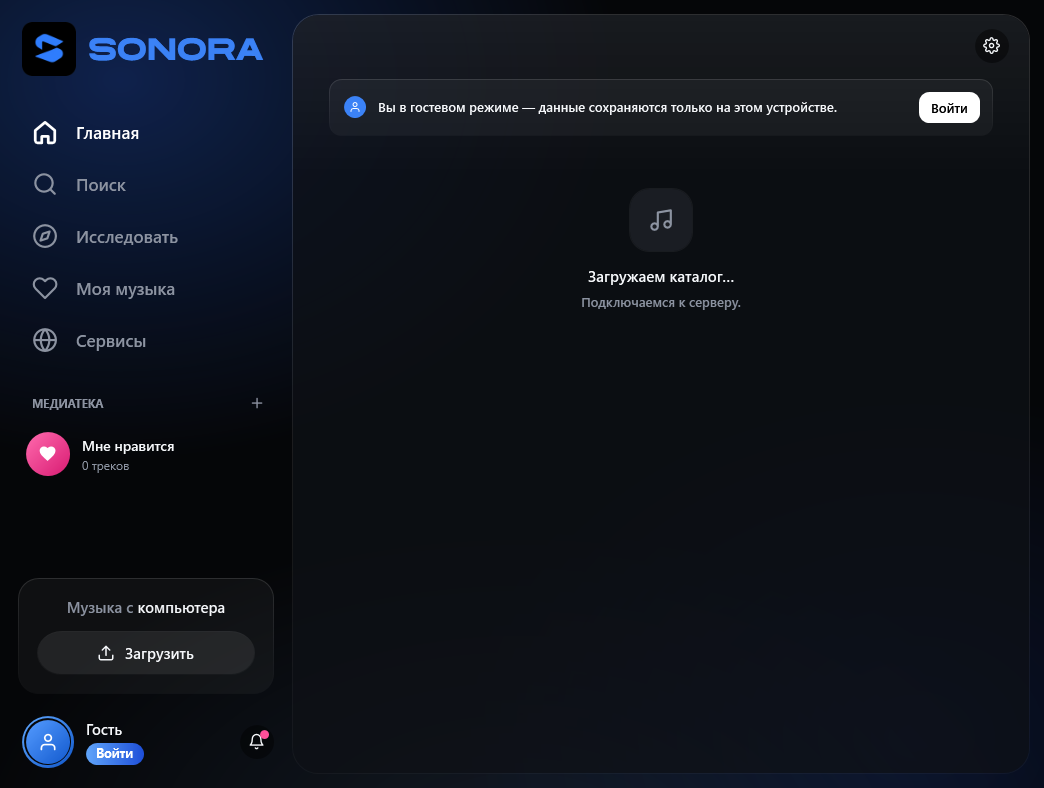 SONORA
Главная
Поиск
Исследовать
Моя музыка
Сервисы
МЕДИАТЕКА
Мне нравится
0 треков
Музыка с компьютера
Загрузить
Гость
Войти
Вы в гостевом режиме — данные сохраняются только на этом устройстве.
Войти
Загружаем каталог...
Подключаемся к серверу.